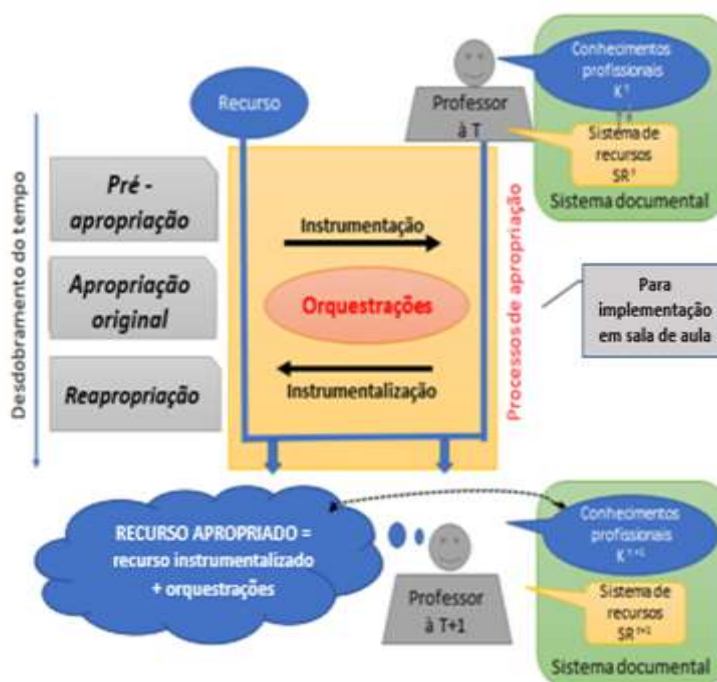 Conhecimentos
profissionais
K T
Recurso
Professor
à T
Sistema de
recursos
SR T
Sistema documental
Desdobramento do tempo
Pré -
apropriação
Apropriação
original
Reapropriação
Instrumentação
Orquestrações
Instrumentalização
Processos de apropriação
Para
implementação
em sala de aula
RECURSO APROPRIADO =
recurso instrumentalizado
+ orquestrações
Professor
à T+1
Conhecimentos
profissionais
K T+1
Sistema de
recursos
SR T+1
Sistema documental